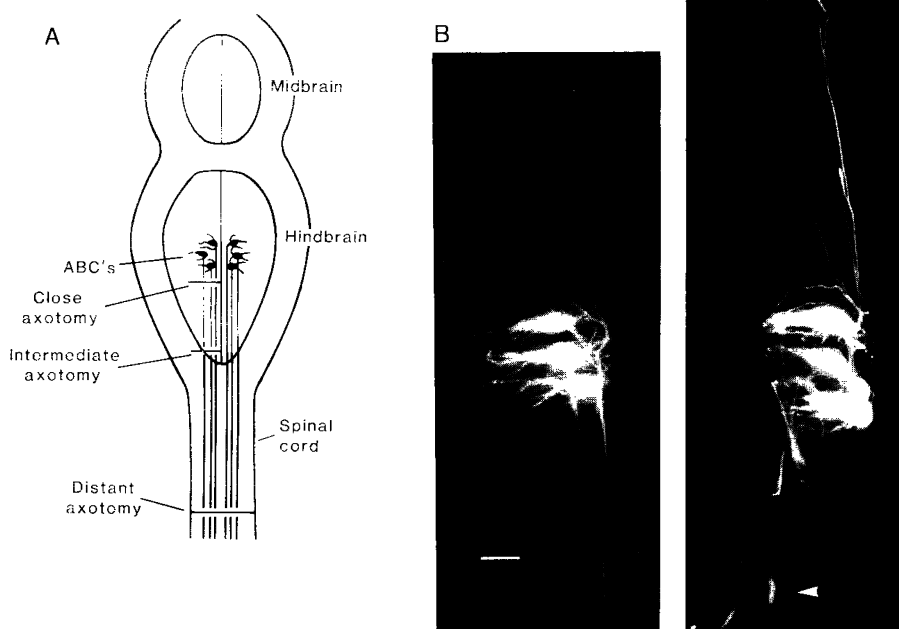 A
B
Midbrain
Hindbrain
ABC's
Close
axotomy
Intermediate
axotomy
Spinal
cord
Distant
axotomy